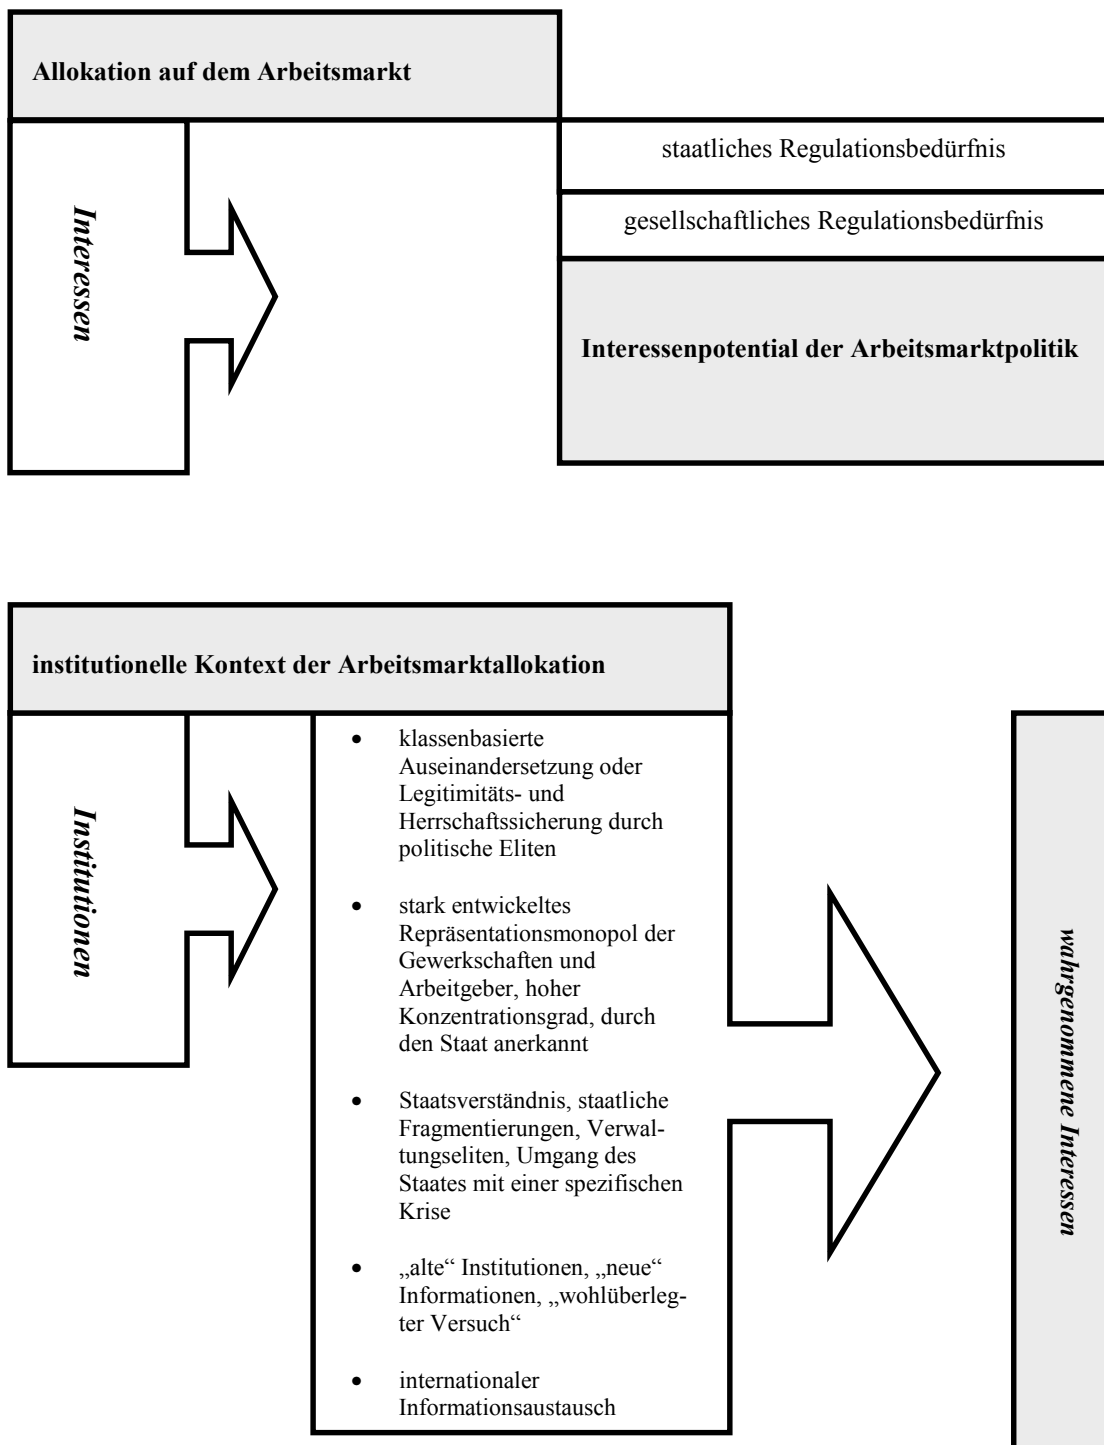 Allokation auf dem Arbeitsmarkt
staatliches Regulationsbedürfnis
gesellschaftliches Regulationsbedürfnis
Interessen
Interessenpotential der Arbeitsmarktpolitik
institutionelle Kontext der Arbeitsmarktallokation
Institutionen
• klassenbasierte
Auseinandersetzung oder
Legitimitäts- und
Herrschaftssicherung durch
politische Eliten
• stark entwickeltes
Repräsentationsmonopol der
Gewerkschaften und
Arbeitgeber, hoher
Konzentrationsgrad, durch
den Staat anerkannt
• Staatsverständnis, staatliche
Fragmentierungen, Verwal-
tungseliten, Umgang des
Staates mit einer spezifischen
Krise
• „alte“ Institutionen, „neue“
Informationen, „wohlüberleg-
ter Versuch“
• internationaler
Informationsaustausch
wahrgenommene Interessen